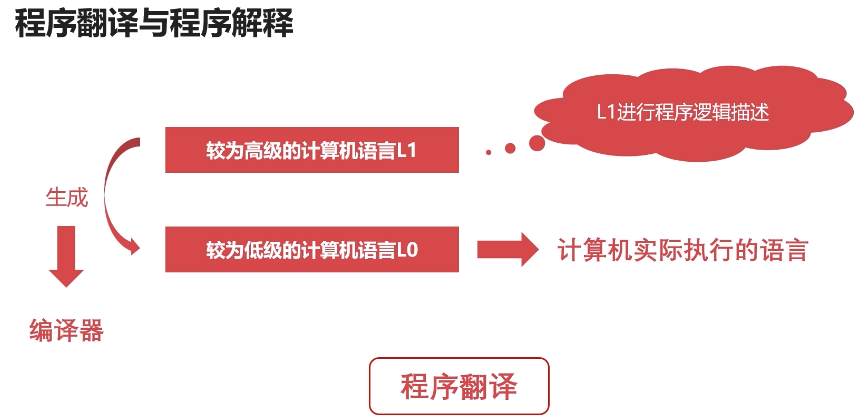 程序翻译与程序解释
L1进行程序逻辑描述
较为高级的计算机语言L1
生成
较为低级的计算机语言L0
计算机实际执行的语言
编译器
程序翻译